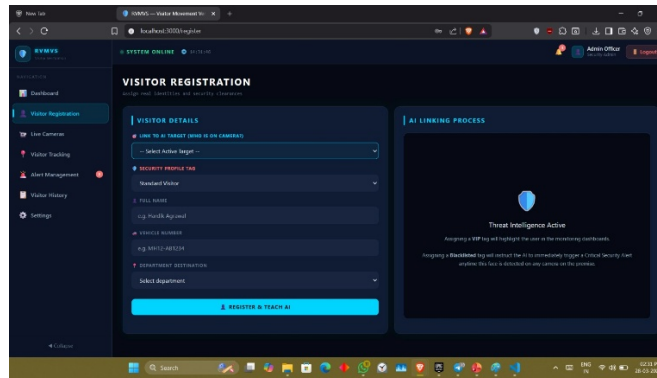 New Tab
RVMVS — Visitor Movement
localhost:3000/register
RVMVS
SYSTEM ONLINE
Admin Officer
Logout
Dashboard
Visitor Registration
Live Cameras
Visitor Tracking
Alert Management
Visitor History
Settings
Collapse
VISITOR REGISTRATION
Assign real identities and security clearances.
VISITOR DETAILS
LINK TO AI TARGET (WHO IS ON CAMERA?)
-- Select Active Target --
SECURITY PROFILE TAG
Standard Visitor
FULL NAME
e.g. Hardik Agrawal
VEHICLE NUMBER
e.g. MH12-AB1234
DEPARTMENT DESTINATION
Select department
REGISTER & TEACH AI
AI LINKING PROCESS
Threat Intelligence Active
Assigning a VIP tag will highlight the user in the monitoring dashboards.
Assigning a Blacklisted tag will instruct the AI to immediately trigger a Critical Security Alert
anytime this face is detected on any camera on the premise.
Search
ENG
IN